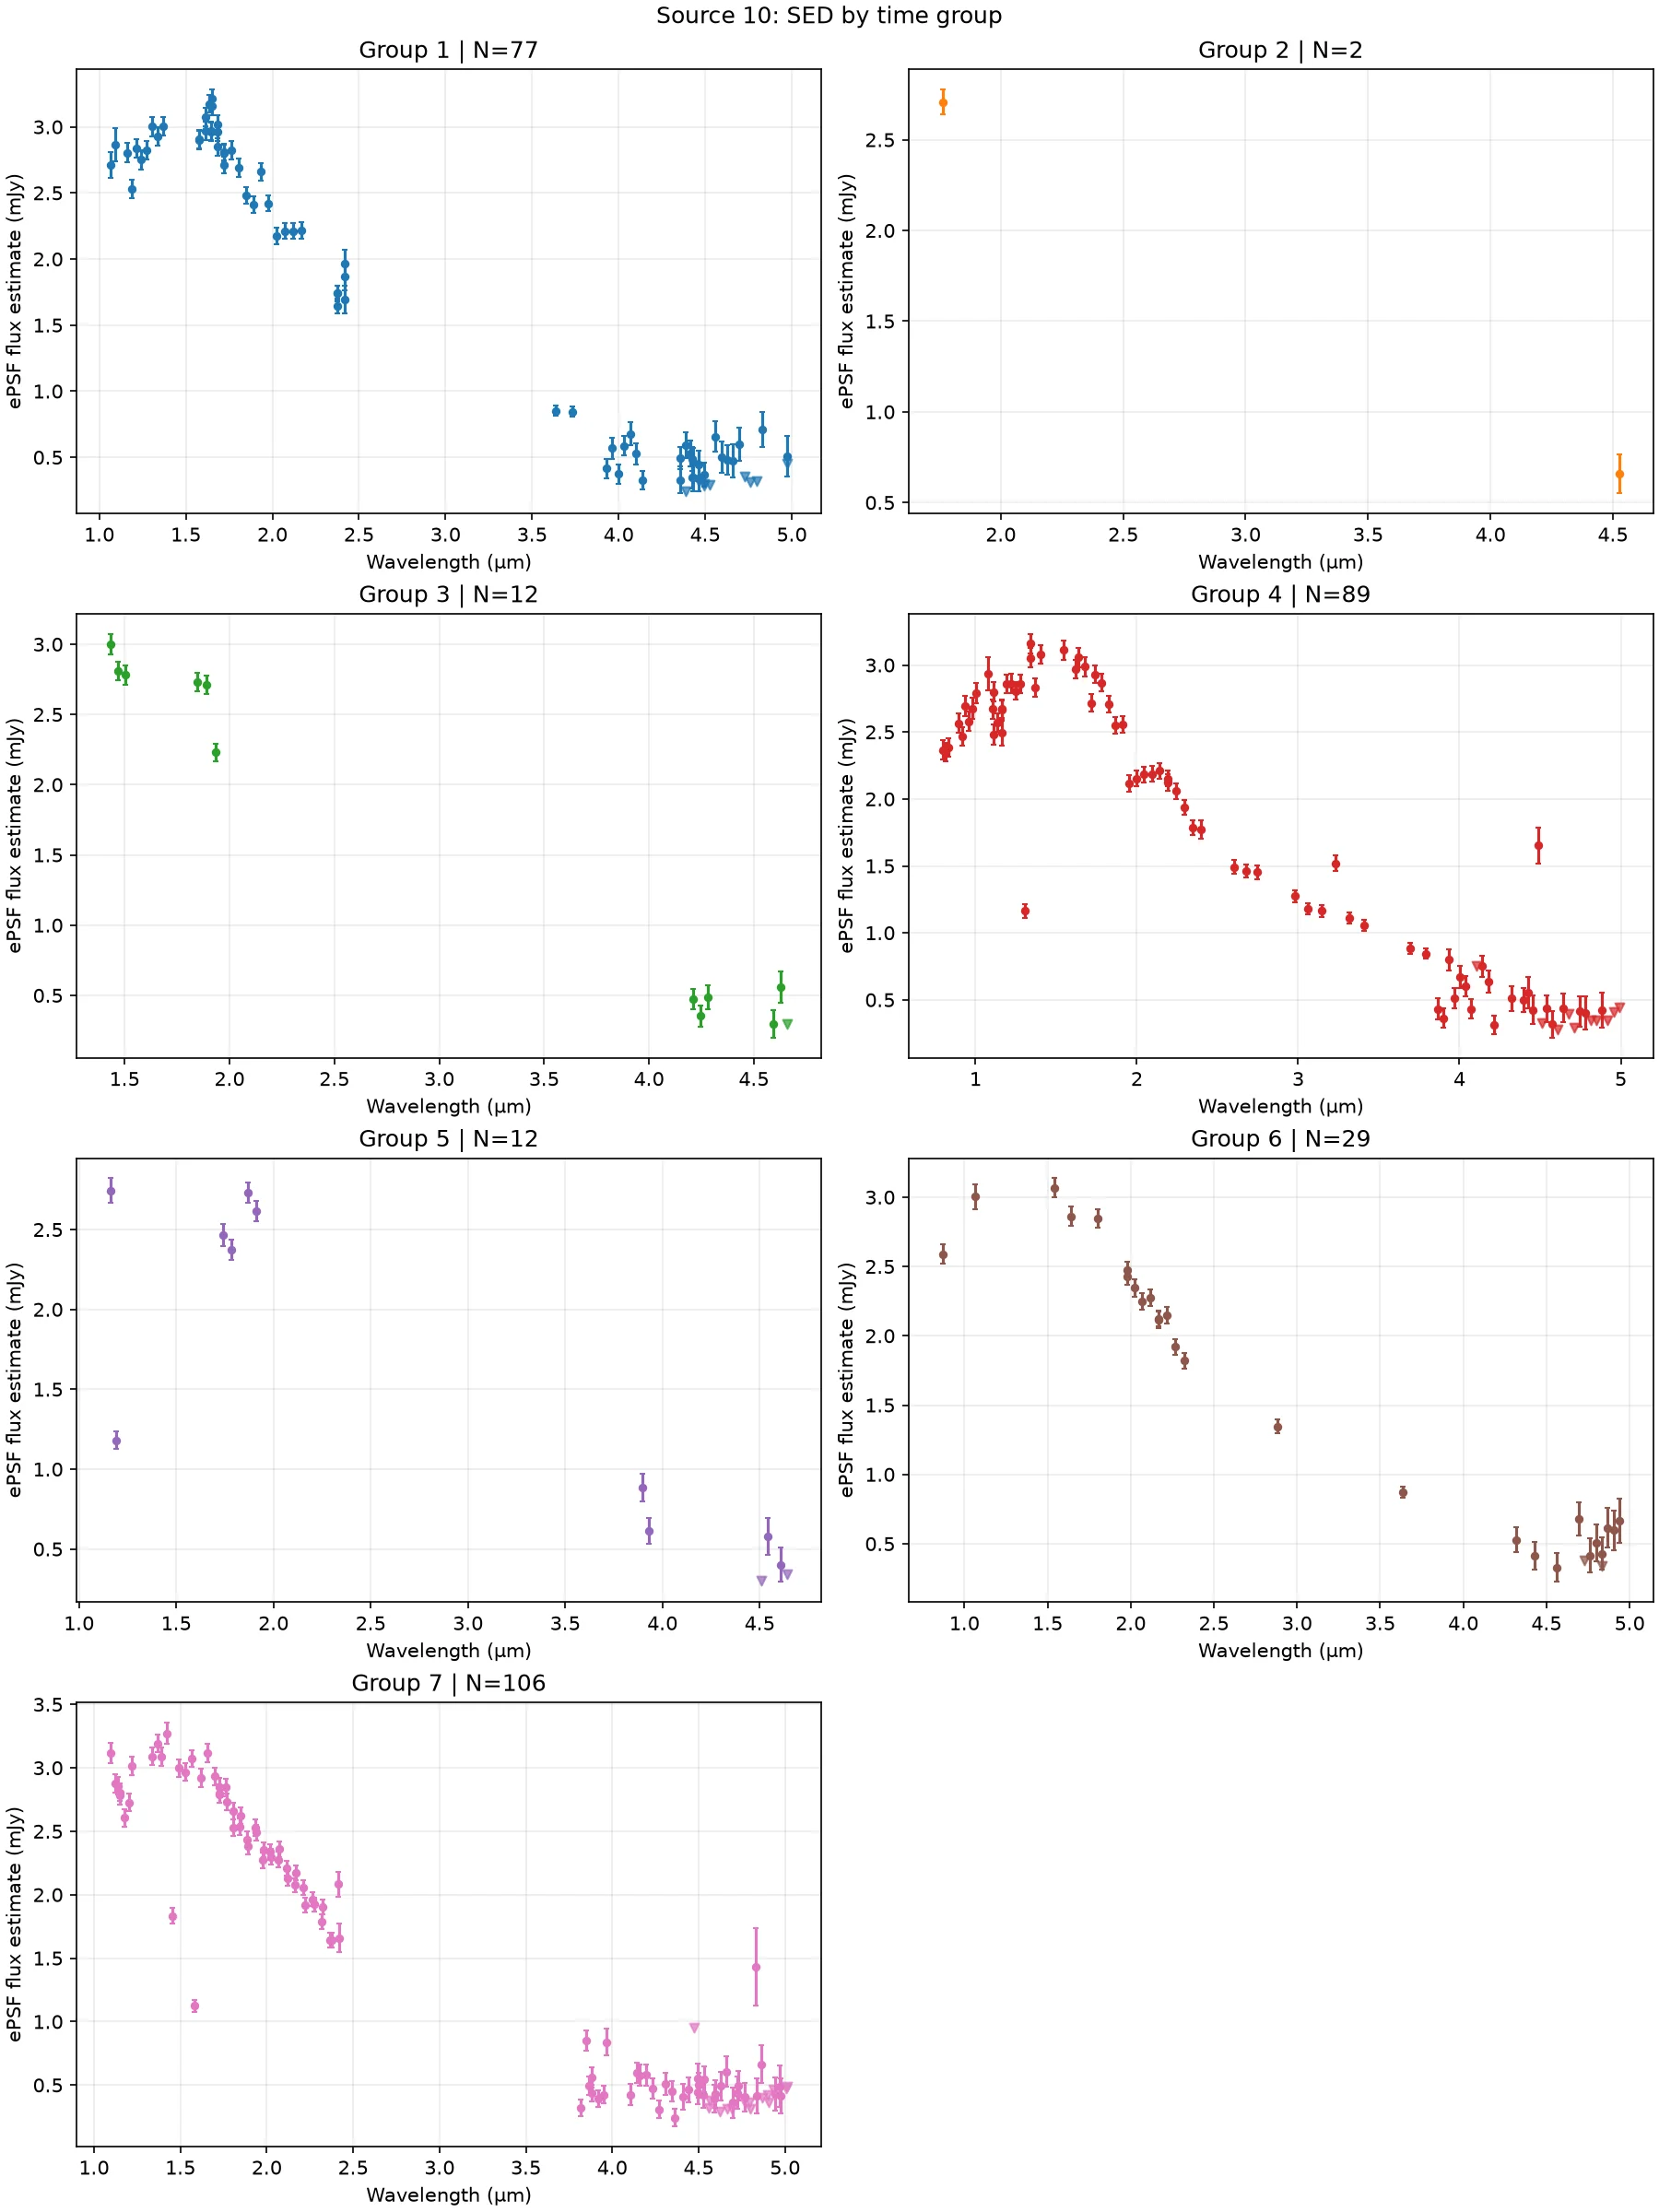 Source 10: SED by time group
Group 1 | N=77
ePSF flux estimate (mJy)
3.0
2.5
2.0
1.5
1.0
0.5
1.0 1.5 2.0 2.5 3.0 3.5 4.0 4.5 5.0
Wavelength (µm)
Group 2 | N=2
ePSF flux estimate (mJy)
2.5
2.0
1.5
1.0
0.5
2.0 2.5 3.0 3.5 4.0 4.5
Wavelength (µm)
Group 3 | N=12
ePSF flux estimate (mJy)
3.0
2.5
2.0
1.5
1.0
0.5
1.5 2.0 2.5 3.0 3.5 4.0 4.5
Wavelength (µm)
Group 4 | N=89
ePSF flux estimate (mJy)
3.0
2.5
2.0
1.5
1.0
0.5
1 2 3 4 5
Wavelength (µm)
Group 5 | N=12
ePSF flux estimate (mJy)
2.5
2.0
1.5
1.0
0.5
1.0 1.5 2.0 2.5 3.0 3.5 4.0 4.5
Wavelength (µm)
Group 6 | N=29
ePSF flux estimate (mJy)
3.0
2.5
2.0
1.5
1.0
0.5
1.0 1.5 2.0 2.5 3.0 3.5 4.0 4.5 5.0
Wavelength (µm)
Group 7 | N=106
ePSF flux estimate (mJy)
3.5
3.0
2.5
2.0
1.5
1.0
0.5
1.0 1.5 2.0 2.5 3.0 3.5 4.0 4.5 5.0
Wavelength (µm)